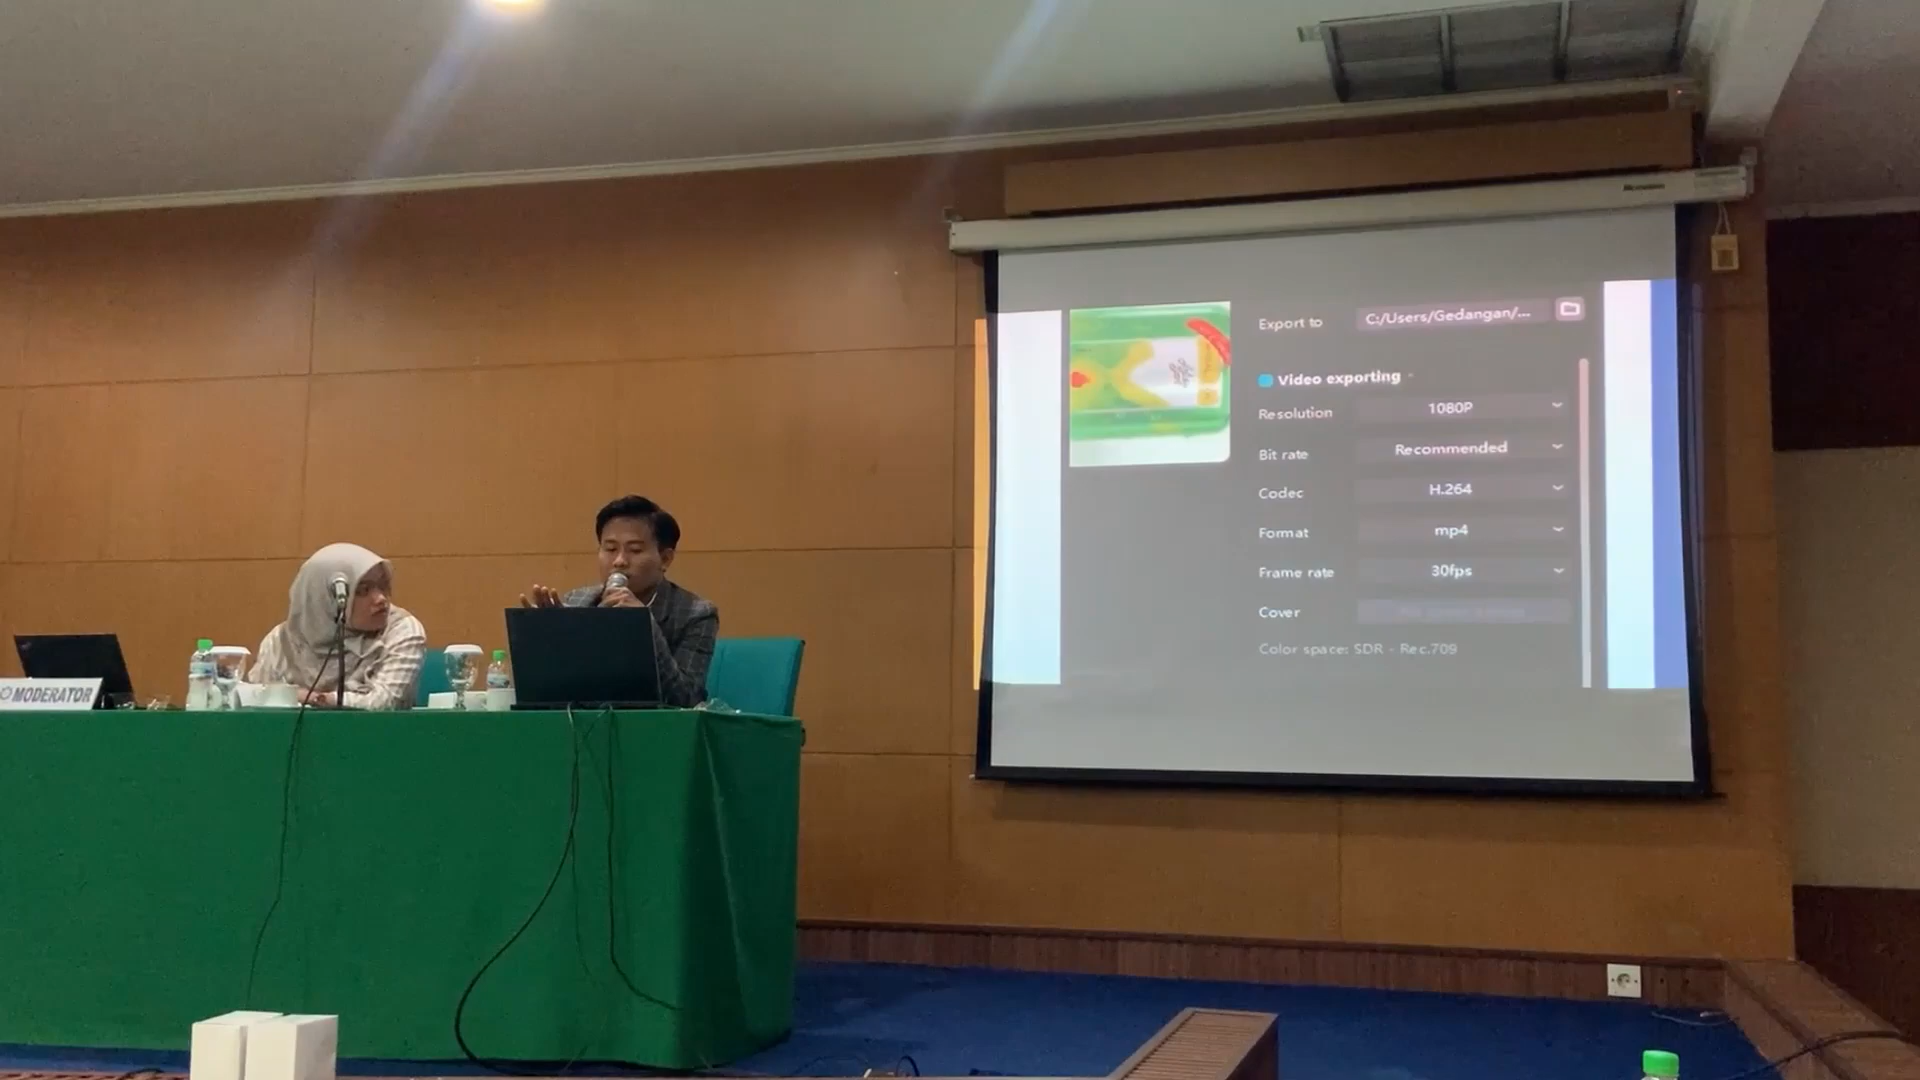 MODERATOR
Export to C:/Users/Gedangan/...
Video exporting
Resolution 1080P
Bit rate Recommended
Codec H.264
Format mp4
Frame rate 30fps
Cover
Color space: SDR - Rec.709